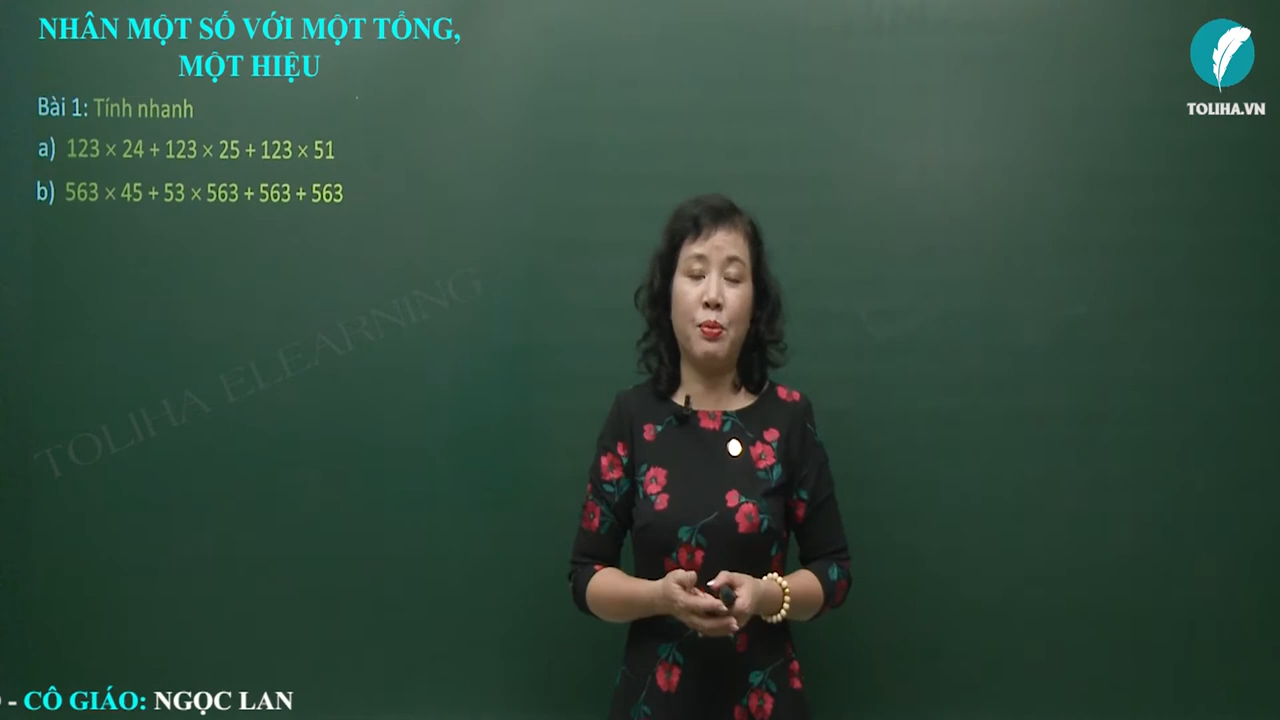 NHÂN MỘT SỐ VỚI MỘT TỔNG,
MỘT HIỆU
TOLIHA.VN
Bài 1: Tính nhanh
a) 123 × 24 + 123 × 25 + 123 × 51
b) 563 × 45 + 53 × 563 + 563 + 563
TOLIHA ELEARNING
- CÔ GIÁO: NGỌC LAN